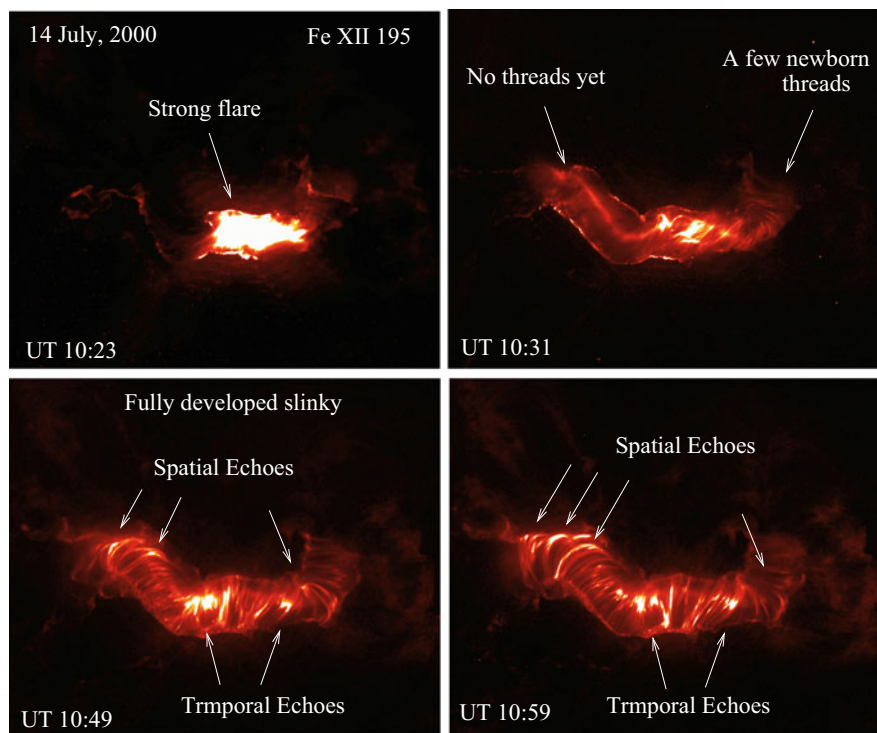 14 July, 2000
Fe XII 195
Strong flare
UT 10:23
No threads yet
A few newborn
threads
UT 10:31
Fully developed slinky
Spatial Echoes
Trmporal Echoes
UT 10:49
Spatial Echoes
Trmporal Echoes
UT 10:59